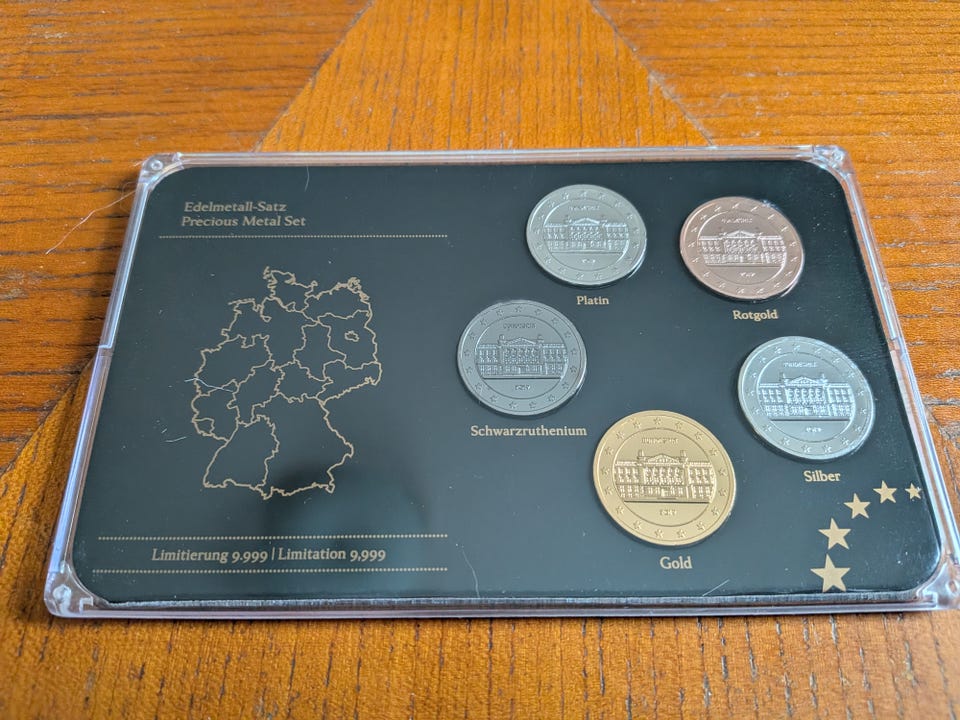 Edelmetall-Satz
Precious Metal Set
Platin
Rotgold
Schwarzruthenium
Silber
Gold
Limitierung 9.999 | Limitation 9,999